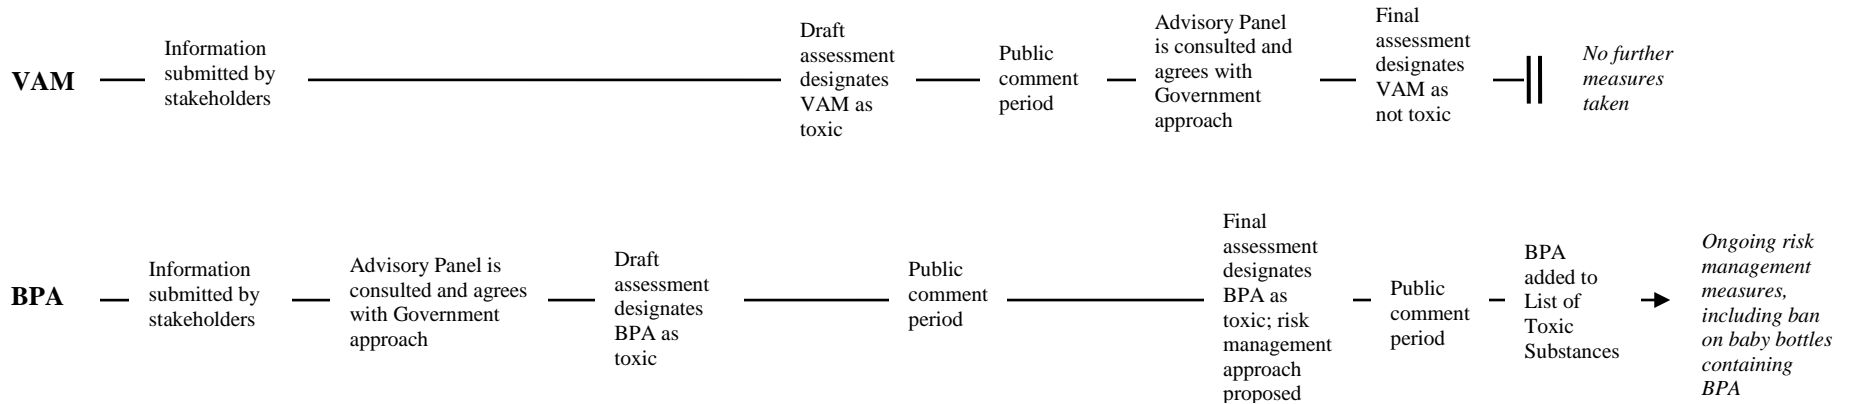 VAM
Information
submitted by
stakeholders
Draft
assessment
designates
VAM as
toxic
Public
comment
period
Advisory Panel
is consulted and
agrees with
Government
approach
Final
assessment
designates
VAM as
not toxic
No further
measures
taken
BPA
Information
submitted by
stakeholders
Advisory Panel is
consulted and agrees
with Government
approach
Draft
assessment
designates
BPA as
toxic
Public
comment
period
Final
assessment
designates
BPA as
toxic; risk
management
approach
proposed
Public
comment
period
BPA
added to
List of
Toxic
Substances
Ongoing risk
management
measures,
including ban
on baby bottles
containing
BPA